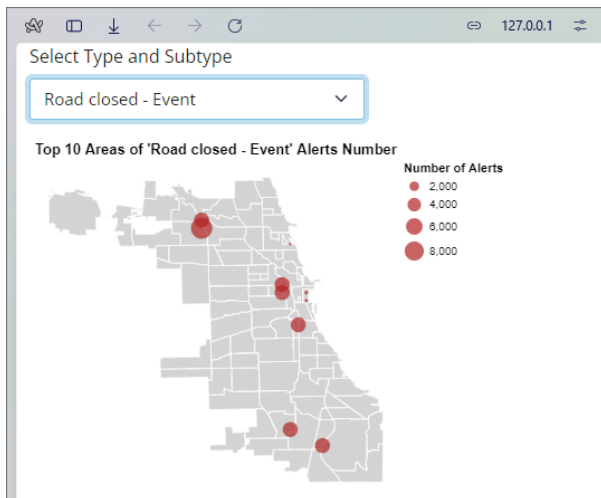 127.0.0.1
Select Type and Subtype
Road closed - Event
Top 10 Areas of 'Road closed - Event' Alerts Number
Number of Alerts
2,000
4,000
6,000
8,000